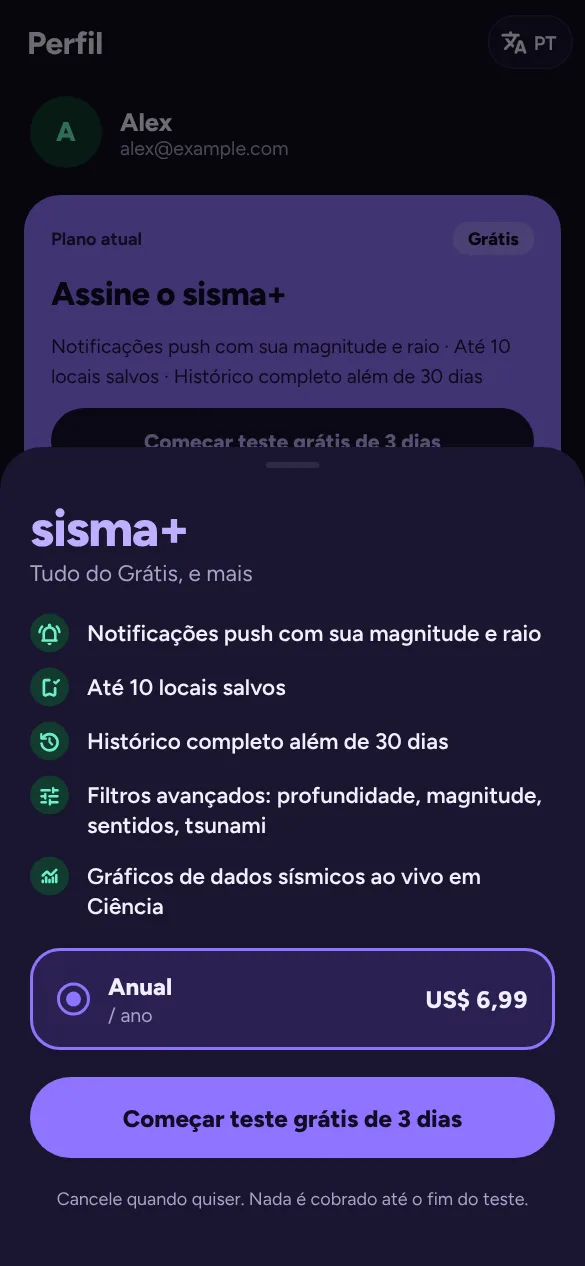 Perfil
PT
A
Alex
alex@example.com
Plano atual
Grátis
Assine o sisma+
Notificações push com sua magnitude e raio · Até 10
locais salvos · Histórico completo além de 30 dias
Começar teste grátis de 3 dias
sisma+
Tudo do Grátis, e mais
Notificações push com sua magnitude e raio
Até 10 locais salvos
Histórico completo além de 30 dias
Filtros avançados: profundidade, magnitude,
sentidos, tsunami
Gráficos de dados sísmicos ao vivo em
Ciência
Anual
/ ano
US$ 6,99
Começar teste grátis de 3 dias
Cancele quando quiser. Nada é cobrado até o fim do teste.